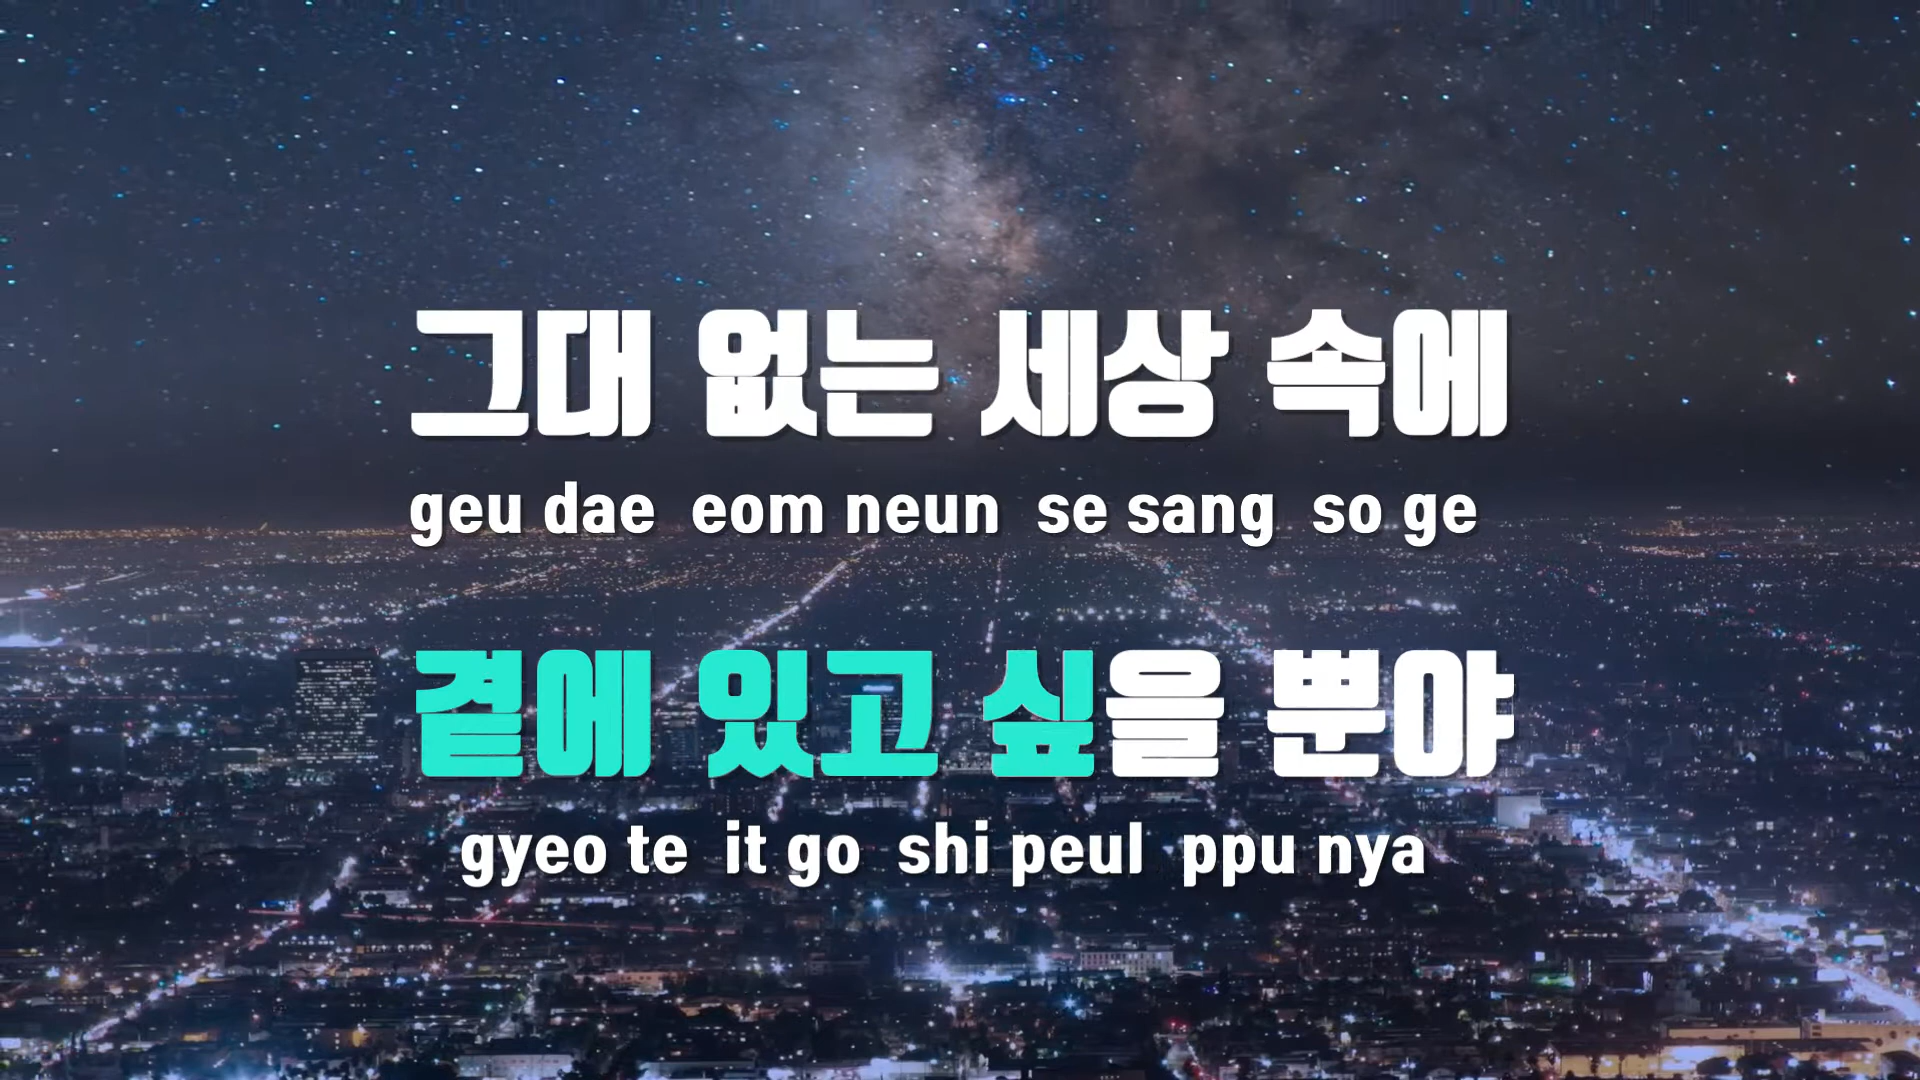 그대 없는 세상 속에
geu dae eom neun se sang so ge
곁에 있고 싶을 뿐야
gyeo te it go shi peul ppu nya